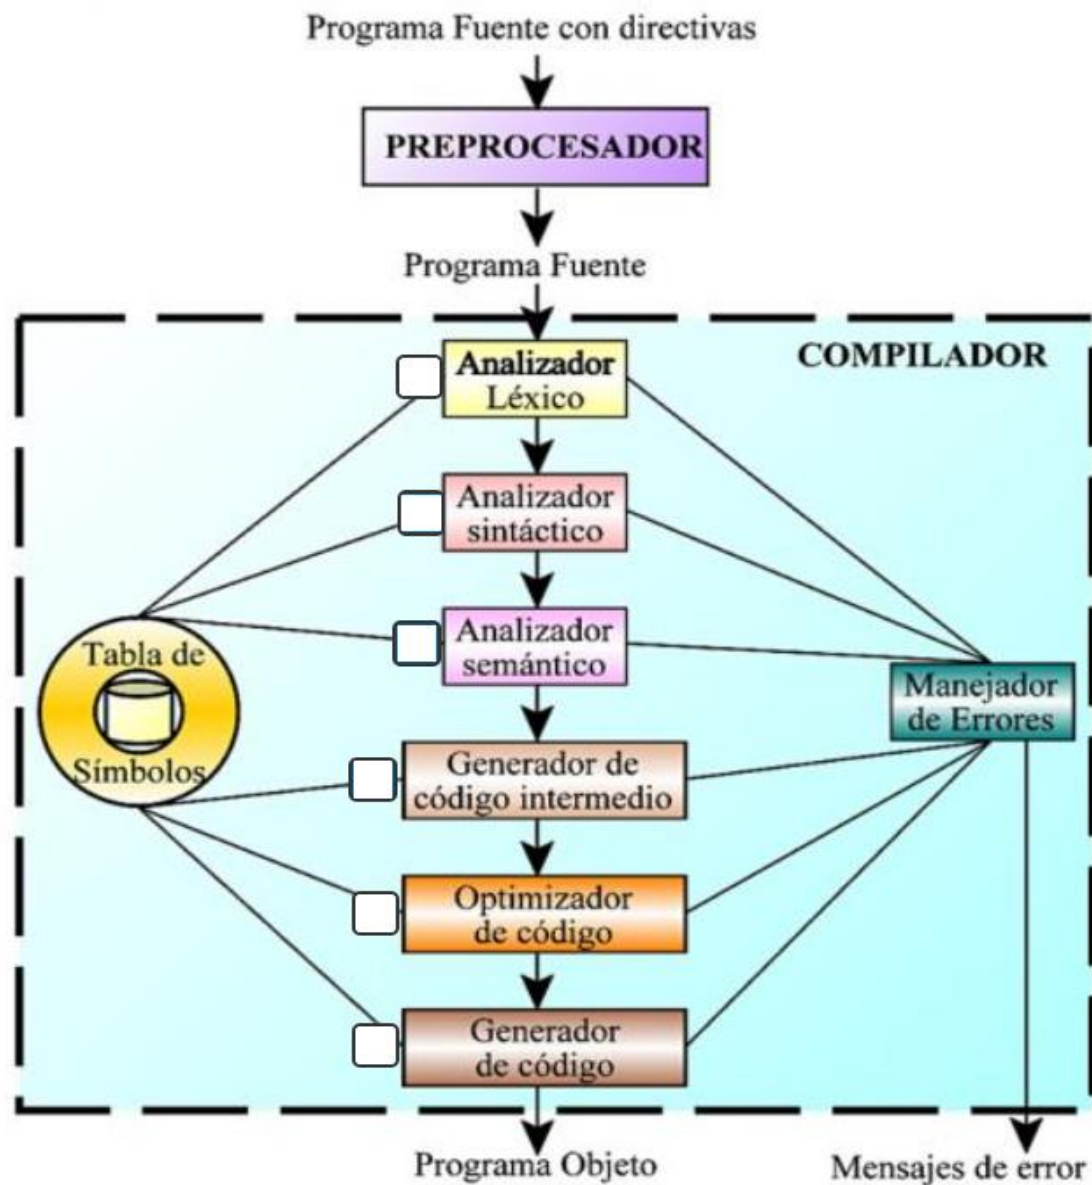 Programa Fuente con directivas
PREPROCESADOR
Programa Fuente
COMPILADOR
Analizador
Léxico
Analizador
sintáctico
Analizador
semántico
Tabla de
Símbolos
Manejador
de Errores
Generador de
código intermedio
Optimizador
de código
Generador
de código
Programa Objeto
Mensajes de error